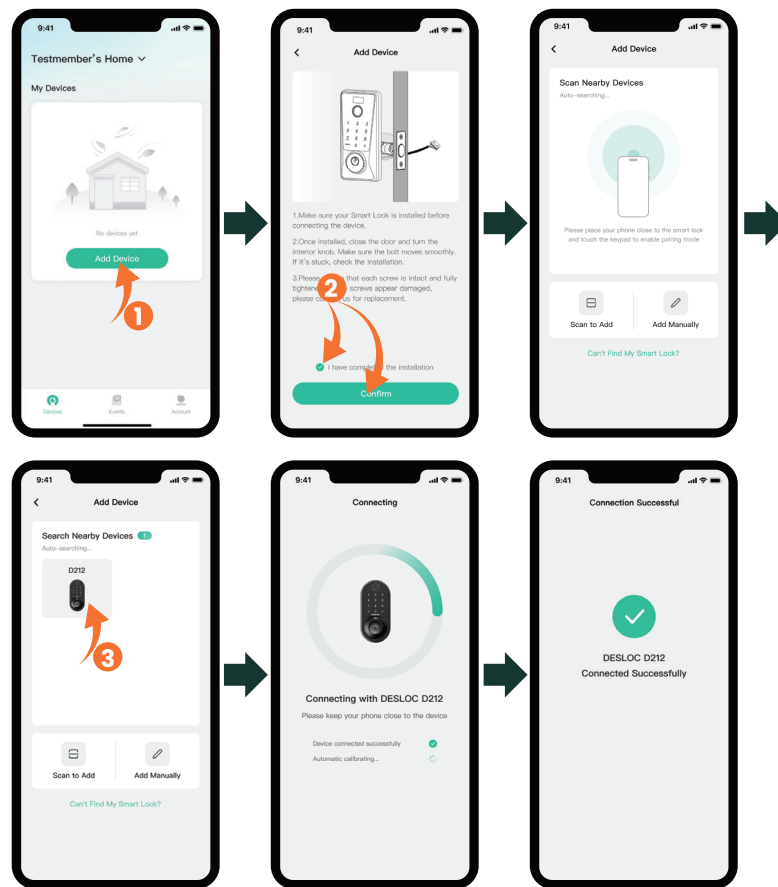 9:41
Testmember's Home
My Devices
No devices yet
Add Device
1
Devices
Events
Account
9:41
Add Device
1.Make sure your Smart Lock is installed before
connecting the device.
2.Once installed, close the door and turn the
interior knob. Make sure the bolt moves smoothly.
If it's stuck, check the installation.
3.Please that each screw is intact and fully
screws appear damaged,
please us for replacement.
2
I have the installation
Confirm
9:41
Add Device
Scan Nearby Devices
Auto-searching...
Please place your phone close to the smart lock
and touch the keypad to enable pairing mode
Scan to Add
Add Manually
Can't Find My Smart Lock?
9:41
Add Device
Search Nearby Devices 1
Auto-searching...
D212
3
Scan to Add
Add Manually
Can't Find My Smart Lock?
9:41
Connecting
Connecting with DESLOC D212
Please keep your phone close to the device
Device connected successfully
Automatic calibrating...
9:41
Connection Successful
DESLOC D212
Connected Successfully